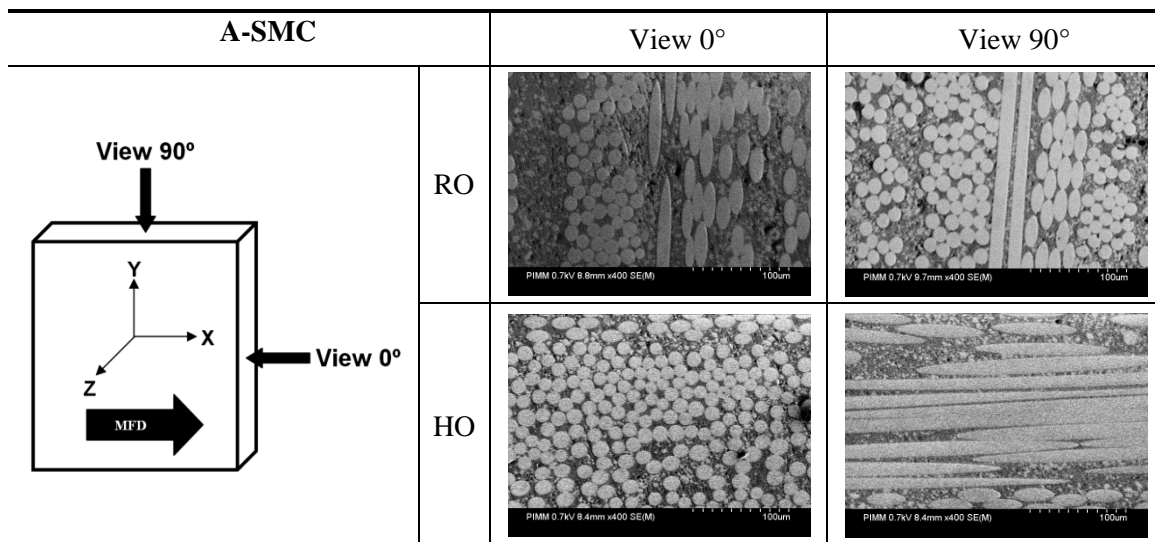 A-SMC View 0° View 90°
View 90º
Y
X
Z
View 0º
MFD
RO
PIMM 0.7kV 8.8mm x400 SE(M) 100um
PIMM 0.7kV 9.7mm x400 SE(M) 100um
HO
PIMM 0.7kV 8.4mm x400 SE(M) 100um
PIMM 0.7kV 8.4mm x400 SE(M) 100um